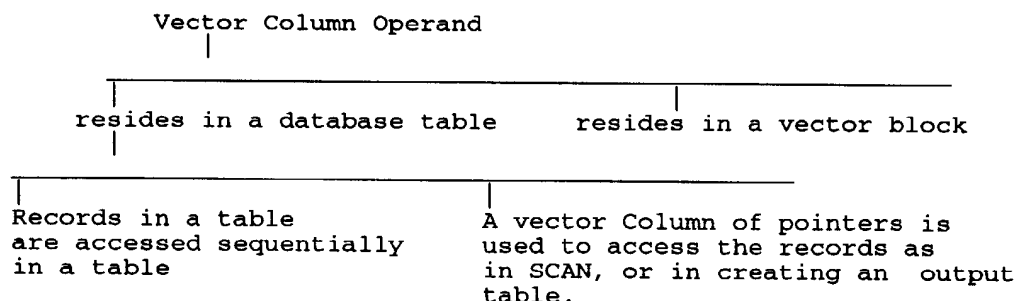 Vector Column Operand
resides in a database table resides in a vector block
Records in a table
are accessed sequentially
in a table
A vector Column of pointers is
used to access the records as
in SCAN, or in creating an output
table.